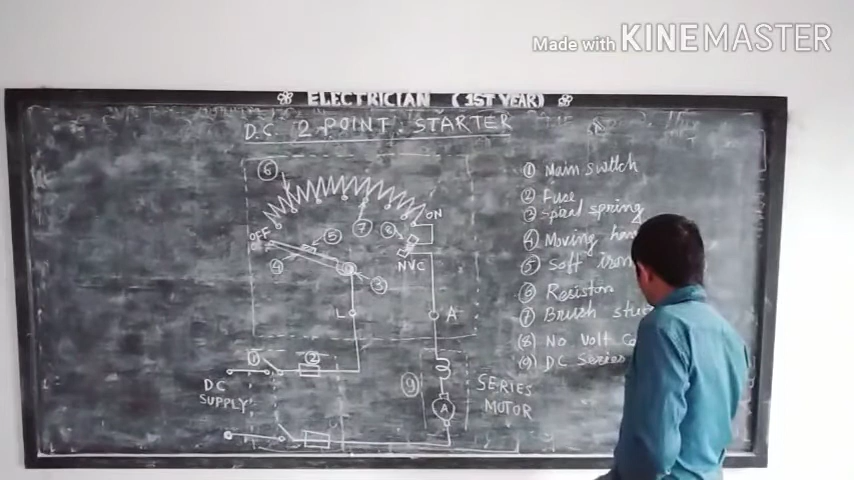 Made with KINEMASTER
ELECTRICIAN (1ST YEAR)
D.C. 2 POINT STARTER
① Main switch
② Fuse
③ Spiral spring
④ Moving
⑤ Soft iron
⑥ Resistor
⑦ Brush
⑧ No Volt
⑨ DC Series
⑥
ON
OFF
⑤
⑦
⑧
④
NVC
③
L
A
①
②
DC
SUPPLY
⑨
SERIES
MOTOR
A